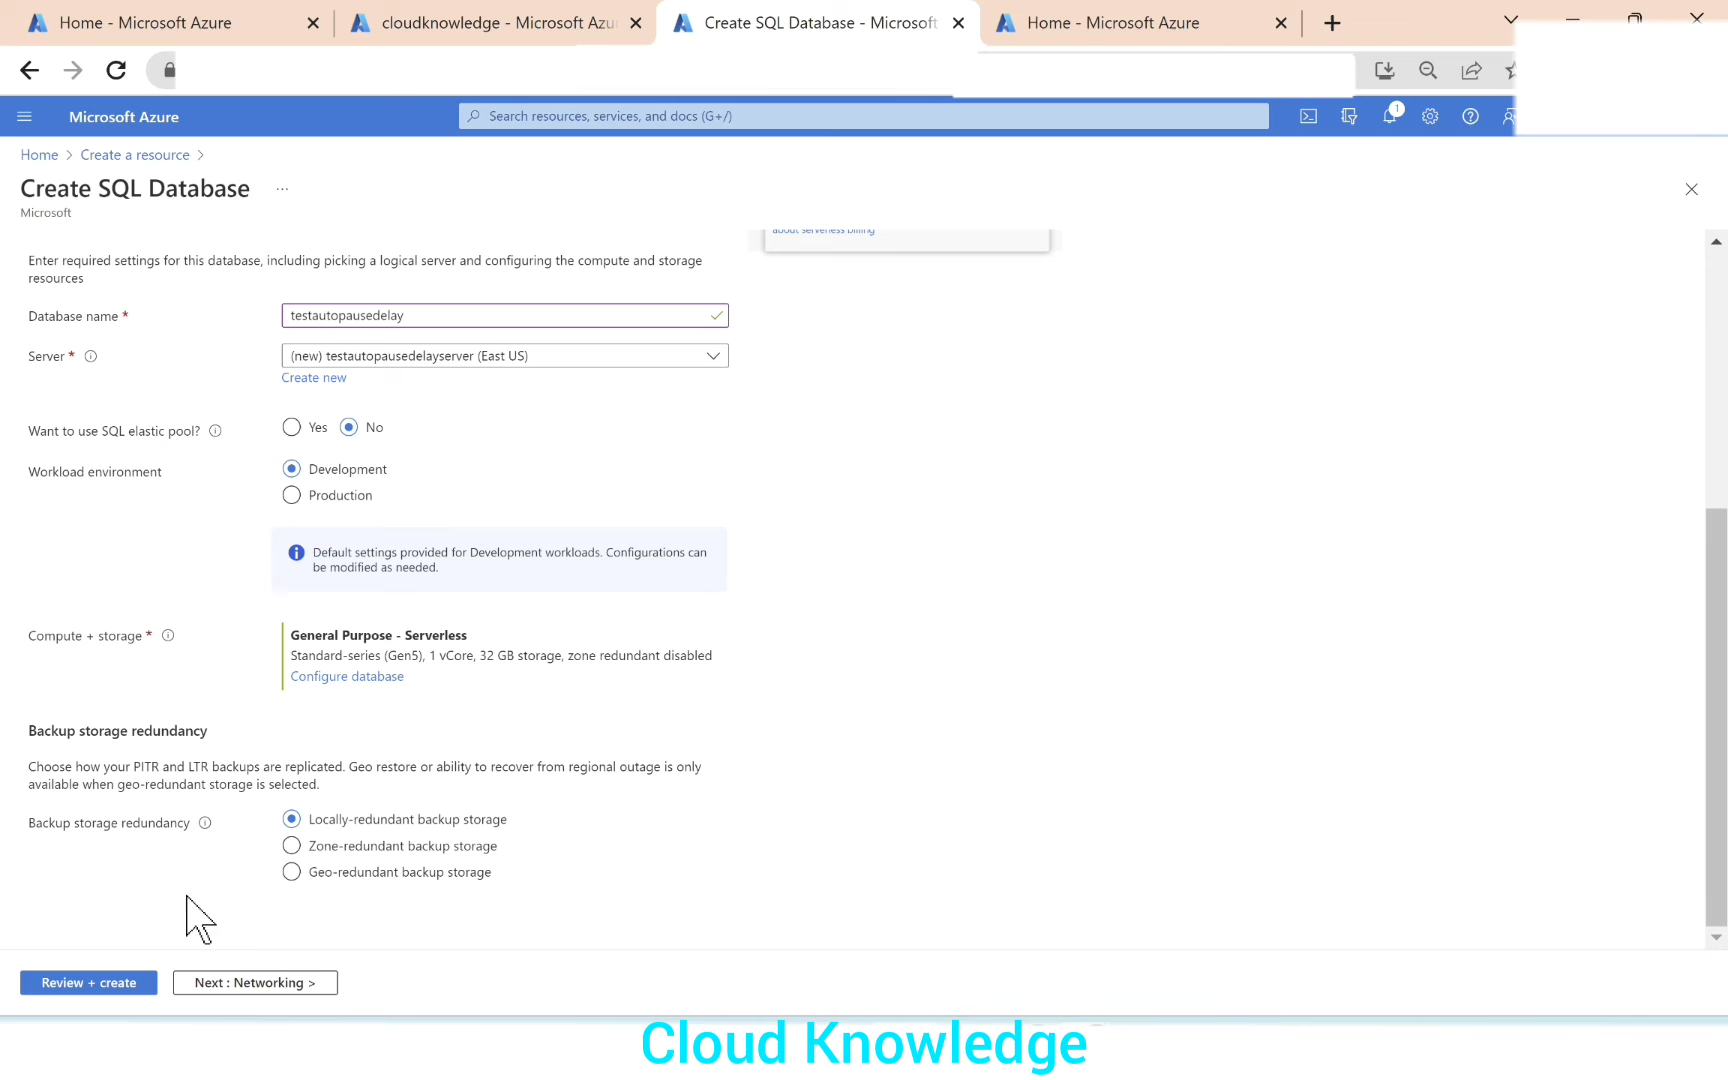 Home - Microsoft Azure
cloudknowledge - Microsoft Azu
Create SQL Database - Microsoft
Home - Microsoft Azure
Microsoft Azure
Search resources, services, and docs (G+/)
1
Home > Create a resource >
Create SQL Database ...
Microsoft
about serverless billing
Enter required settings for this database, including picking a logical server and configuring the compute and storage
resources
Database name *
testautopausedelay
Server *
(new) testautopausedelayserver (East US)
Create new
Want to use SQL elastic pool?
Yes
No
Workload environment
Development
Production
Default settings provided for Development workloads. Configurations can
be modified as needed.
Compute + storage *
General Purpose - Serverless
Standard-series (Gen5), 1 vCore, 32 GB storage, zone redundant disabled
Configure database
Backup storage redundancy
Choose how your PITR and LTR backups are replicated. Geo restore or ability to recover from regional outage is only
available when geo-redundant storage is selected.
Backup storage redundancy
Locally-redundant backup storage
Zone-redundant backup storage
Geo-redundant backup storage
Review + create
Next : Networking >
Cloud Knowledge